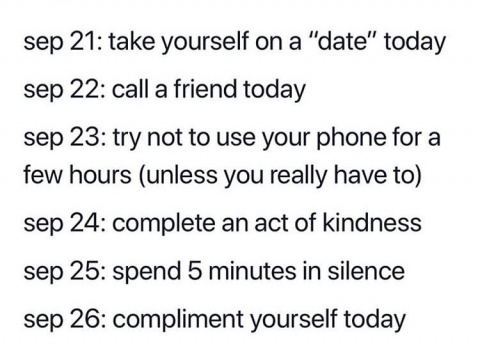 sep 21: take yourself on a “date” today
sep 22: call a friend today
sep 23: try not to use your phone for a
few hours (unless you really have to)
sep 24: complete an act of kindness
sep 25: spend 5 minutes in silence
sep 26: compliment yourself today